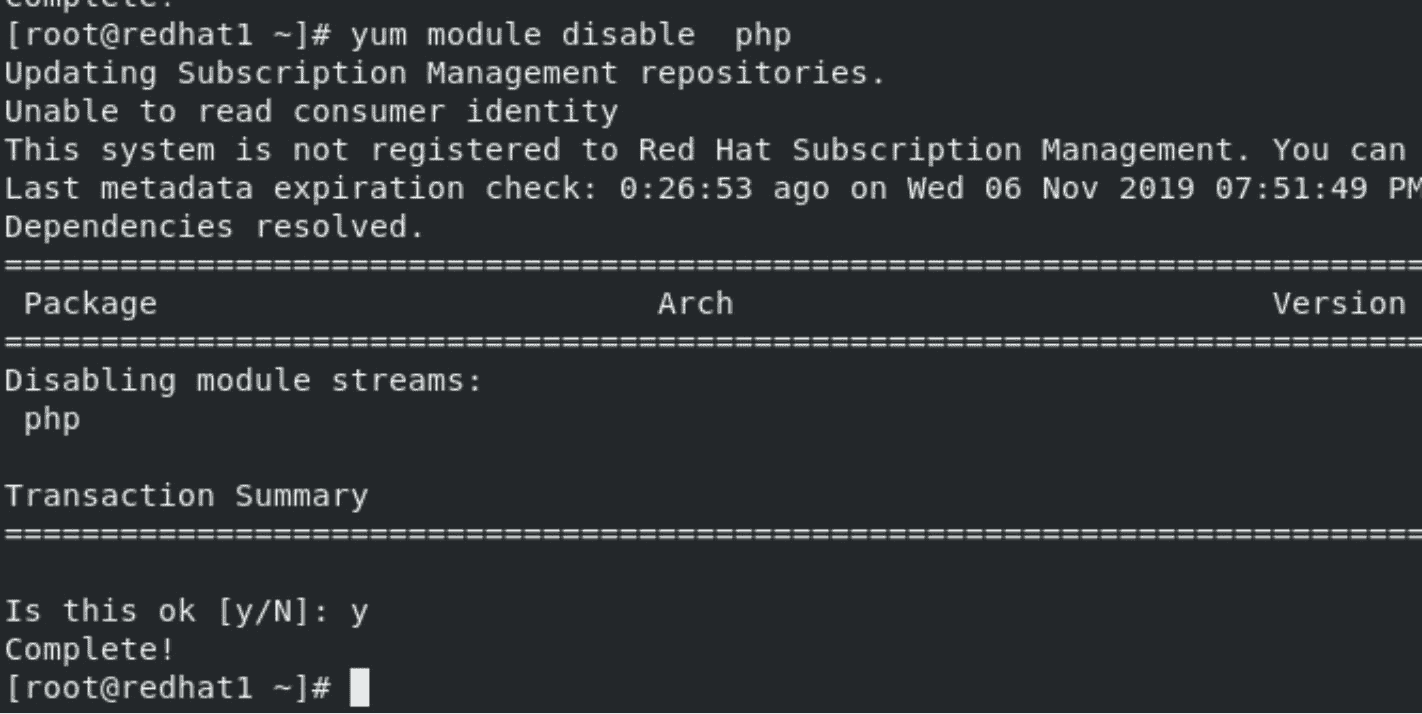 Complete!
[root@redhat1 ~]# yum module disable  php
Updating Subscription Management repositories.
Unable to read consumer identity
This system is not registered to Red Hat Subscription Management. You can
Last metadata expiration check: 0:26:53 ago on Wed 06 Nov 2019 07:51:49 PM
Dependencies resolved.
==========================================================================
 Package                          Arch                            Version
==========================================================================
Disabling module streams:
 php
Transaction Summary
==========================================================================
Is this ok [y/N]: y
Complete!
[root@redhat1 ~]#